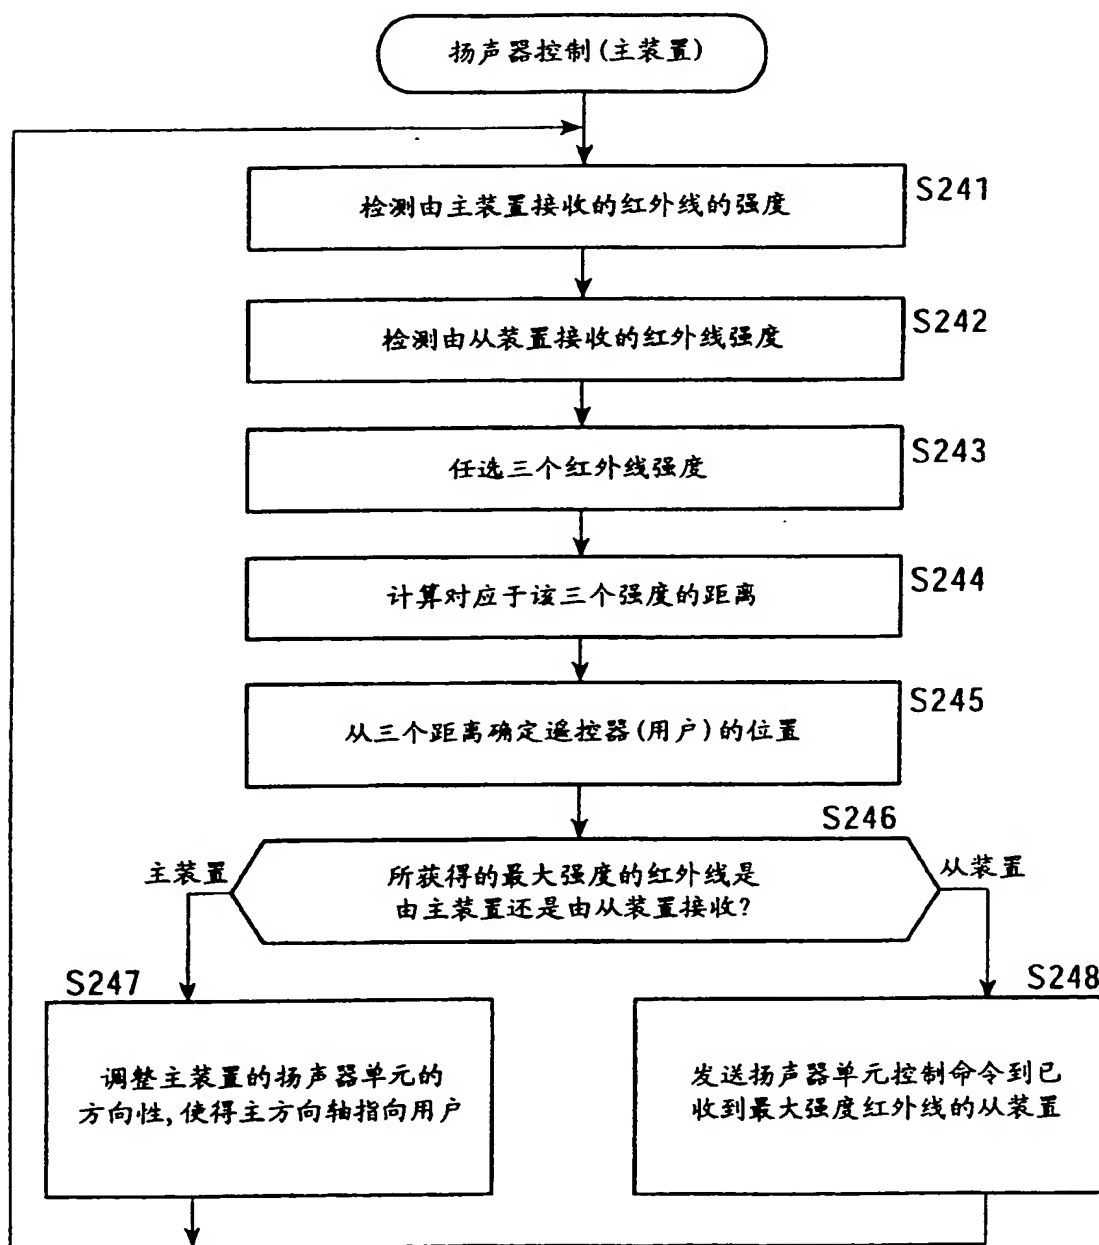 扬声器控制(主装置)
S241
检测由主装置接收的红外线的强度
S242
检测由从装置接收的红外线强度
S243
任选三个红外线强度
S244
计算对应于该三个强度的距离
S245
从三个距离确定遥控器(用户)的位置
S246
主装置
所获得的最大强度的红外线是
由主装置还是由从装置接收?
从装置
S247
调整主装置的扬声器单元的
方向性,使得主方向轴指向用户
S248
发送扬声器单元控制命令到已
收到最大强度红外线的从装置